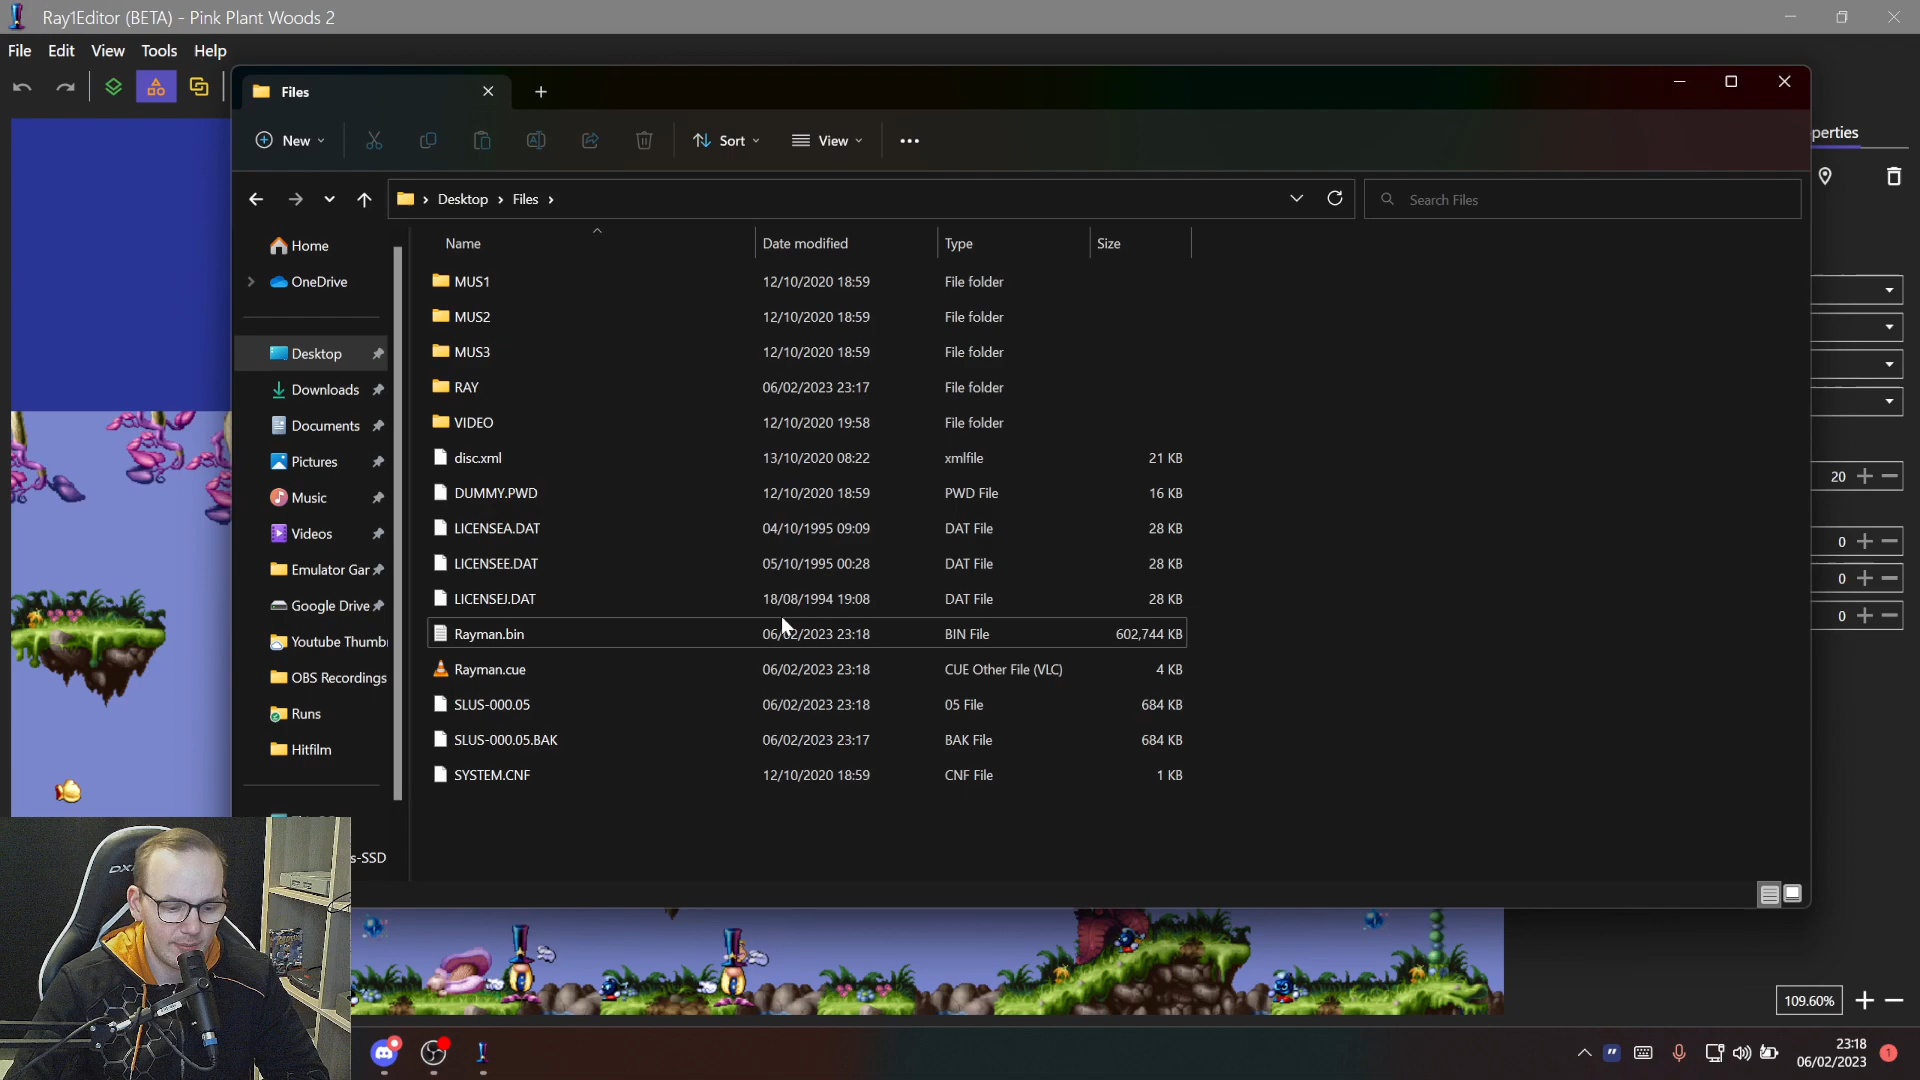 Ray1Editor (BETA) - Pink Plant Woods 2
File Edit View Tools Help
Files
New Sort View
Desktop Files
Search Files
perties
Name Date modified Type Size
Home
OneDrive
Desktop
Downloads
Documents
Pictures
Music
Videos
Emulator Gar
Google Drive
Youtube Thumb
OBS Recordings
Runs
Hitfilm
s-SSD
MUS1 12/10/2020 18:59 File folder
MUS2 12/10/2020 18:59 File folder
MUS3 12/10/2020 18:59 File folder
RAY 06/02/2023 23:17 File folder
VIDEO 12/10/2020 19:58 File folder
disc.xml 13/10/2020 08:22 xmlfile 21 KB
DUMMY.PWD 12/10/2020 18:59 PWD File 16 KB
LICENSEA.DAT 04/10/1995 09:09 DAT File 28 KB
LICENSEE.DAT 05/10/1995 00:28 DAT File 28 KB
LICENSEJ.DAT 18/08/1994 19:08 DAT File 28 KB
Rayman.bin 06/02/2023 23:18 BIN File 602,744 KB
Rayman.cue 06/02/2023 23:18 CUE Other File (VLC) 4 KB
SLUS-000.05 06/02/2023 23:18 05 File 684 KB
SLUS-000.05.BAK 06/02/2023 23:17 BAK File 684 KB
SYSTEM.CNF 12/10/2020 18:59 CNF File 1 KB
20
0
0
0
109.60%
DX
23:18
06/02/2023
1